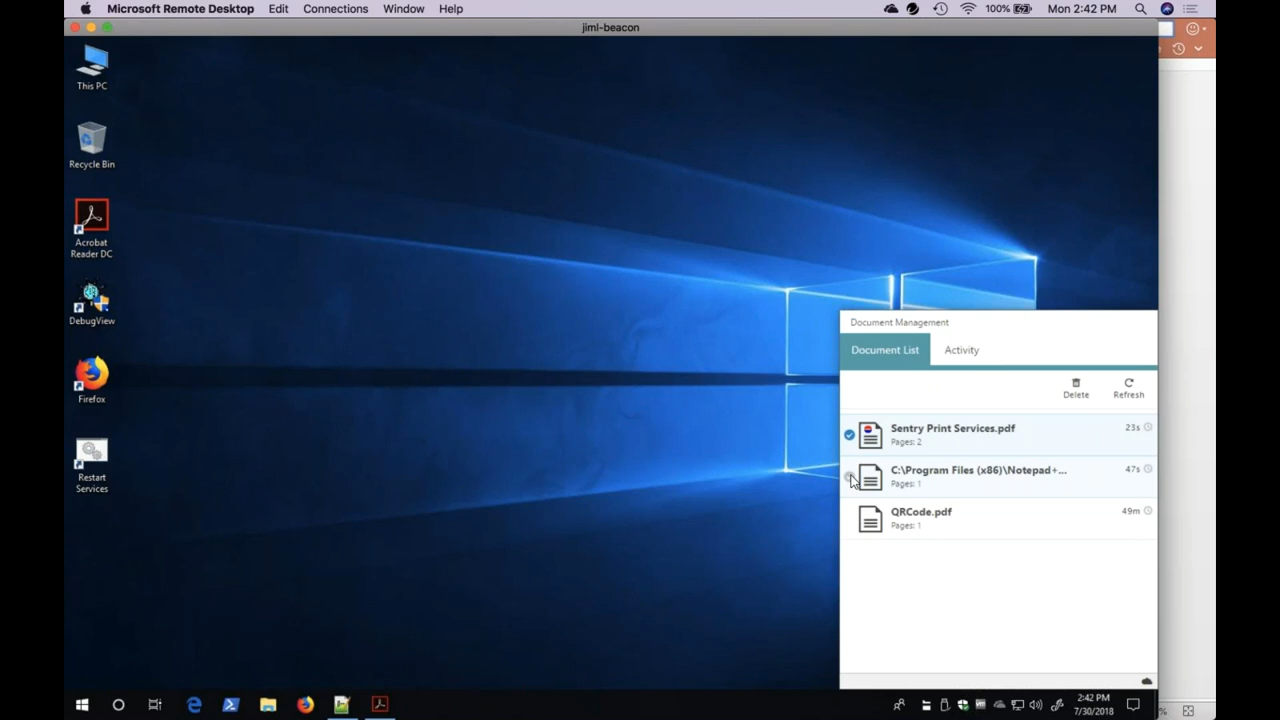 Microsoft Remote Desktop Edit Connections Window Help 100% Mon 2:42 PM
jiml-beacon
This PC
Recycle Bin
Acrobat
Reader DC
DebugView
Firefox
Restart
Services
Document Management
Document List Activity
Delete Refresh
Sentry Print Services.pdf 23s
Pages: 2
C:\Program Files (x86)\Notepad+... 47s
Pages: 1
QRCode.pdf 49m
Pages: 1
2:42 PM
7/30/2018
%